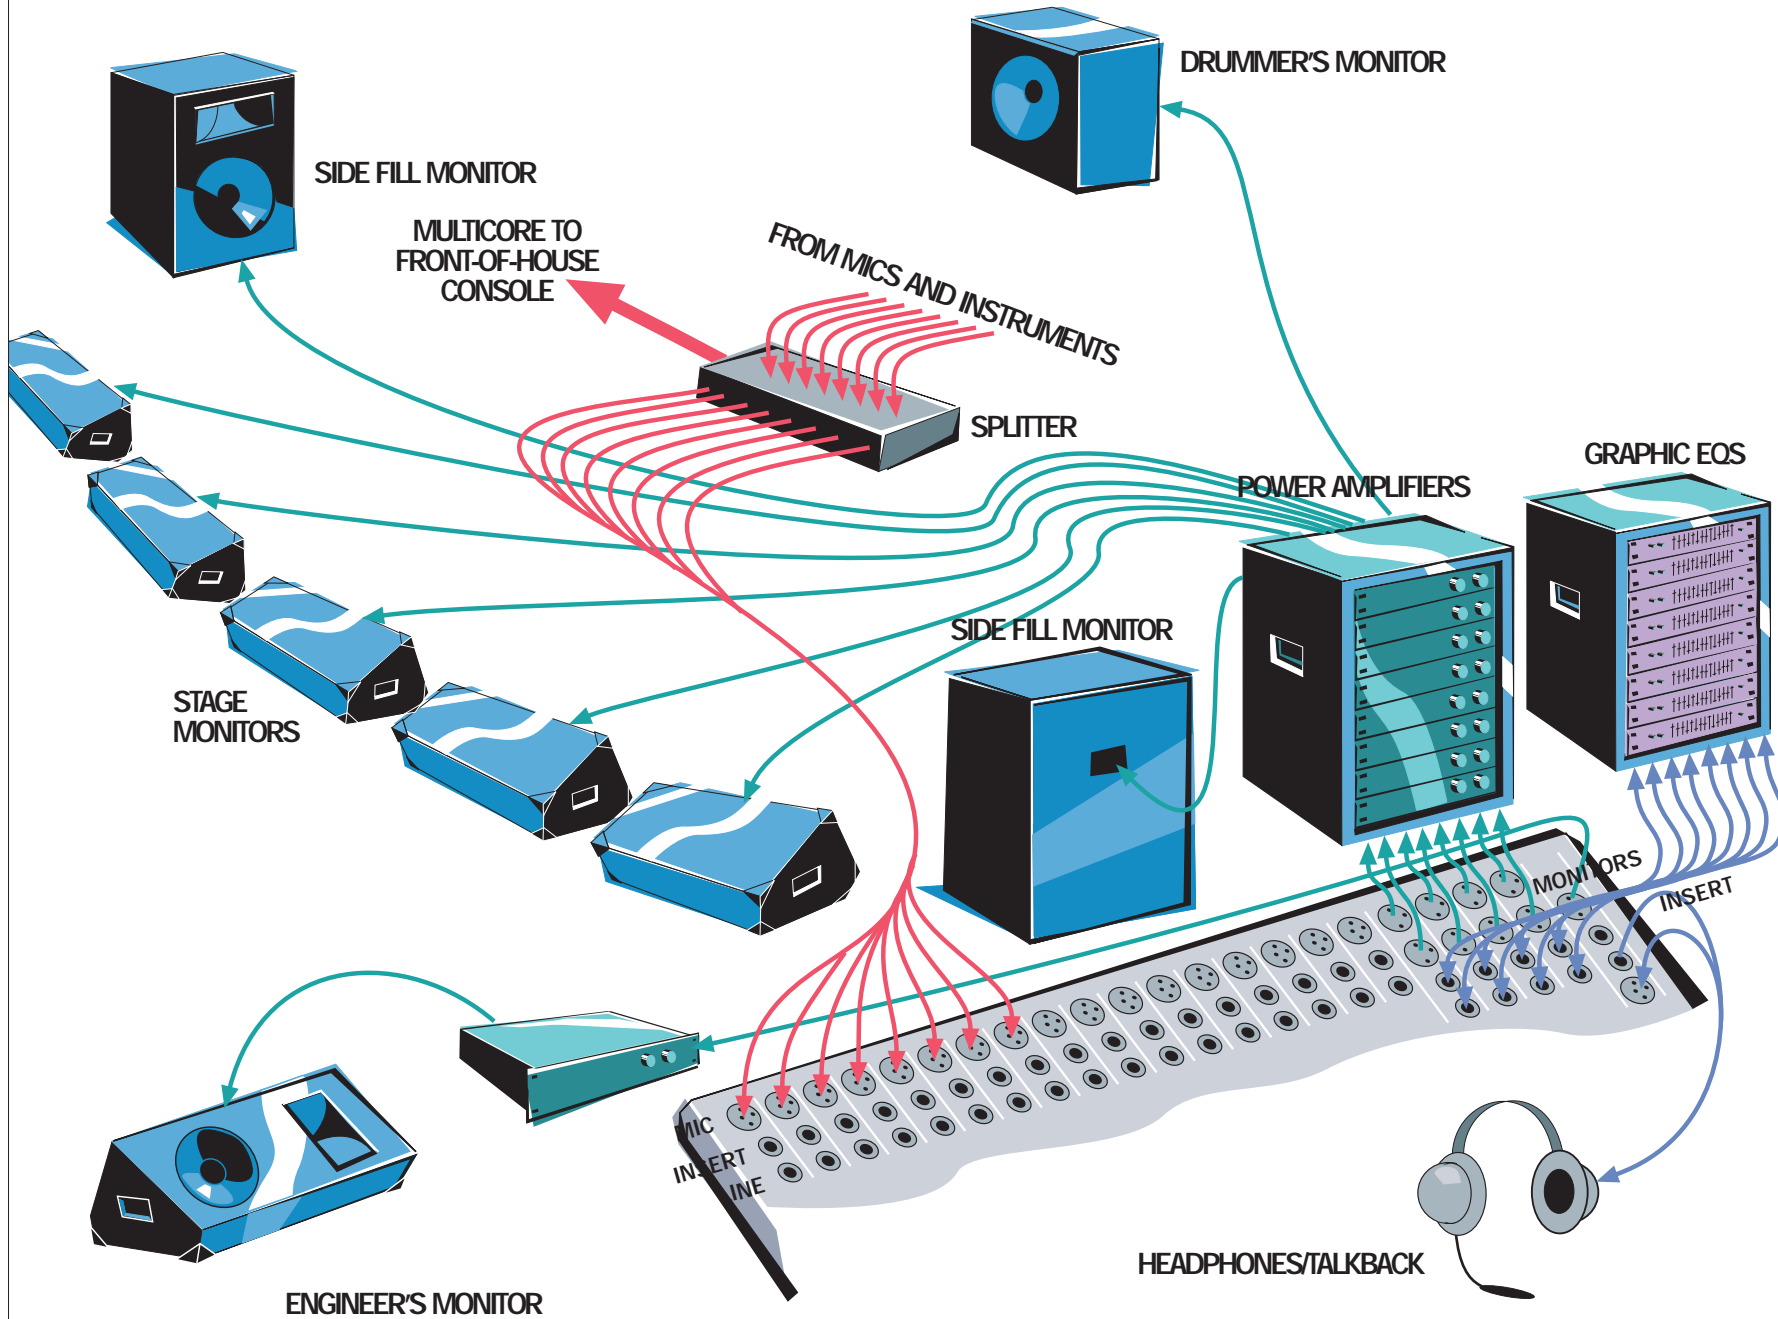 DRUMMER'S MONITOR
SIDE FILL MONITOR
MULTICORE TO
FRONT-OF-HOUSE
CONSOLE
FROM MICS AND INSTRUMENTS
SPLITTER
GRAPHIC EQS
POWER AMPLIFIERS
SIDE FILL MONITOR
STAGE
MONITORS
MONITORS
INSERT
MIC
INSERT
INE
HEADPHONES/TALKBACK
ENGINEER'S MONITOR